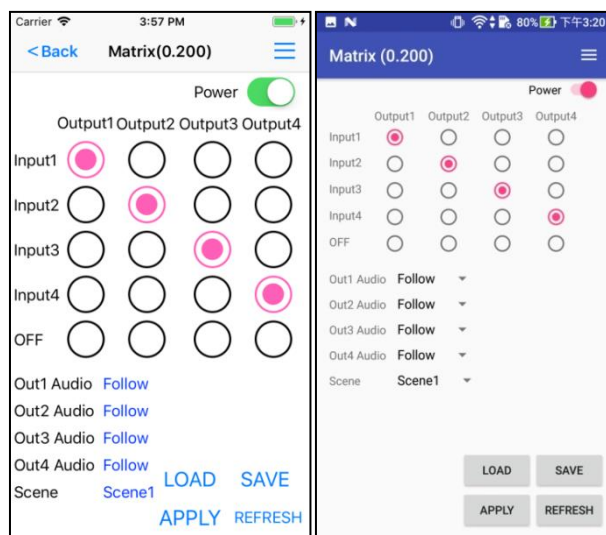 Carrier 3:57 PM
<Back Matrix(0.200)
Power
Output1 Output2 Output3 Output4
Input1
Input2
Input3
Input4
OFF
Out1 Audio Follow
Out2 Audio Follow
Out3 Audio Follow
Out4 Audio Follow
Scene Scene1
LOAD SAVE
APPLY REFRESH
80% 下午3:20
Matrix (0.200)
Power
Output1 Output2 Output3 Output4
Input1
Input2
Input3
Input4
OFF
Out1 Audio Follow
Out2 Audio Follow
Out3 Audio Follow
Out4 Audio Follow
Scene Scene1
LOAD SAVE
APPLY REFRESH